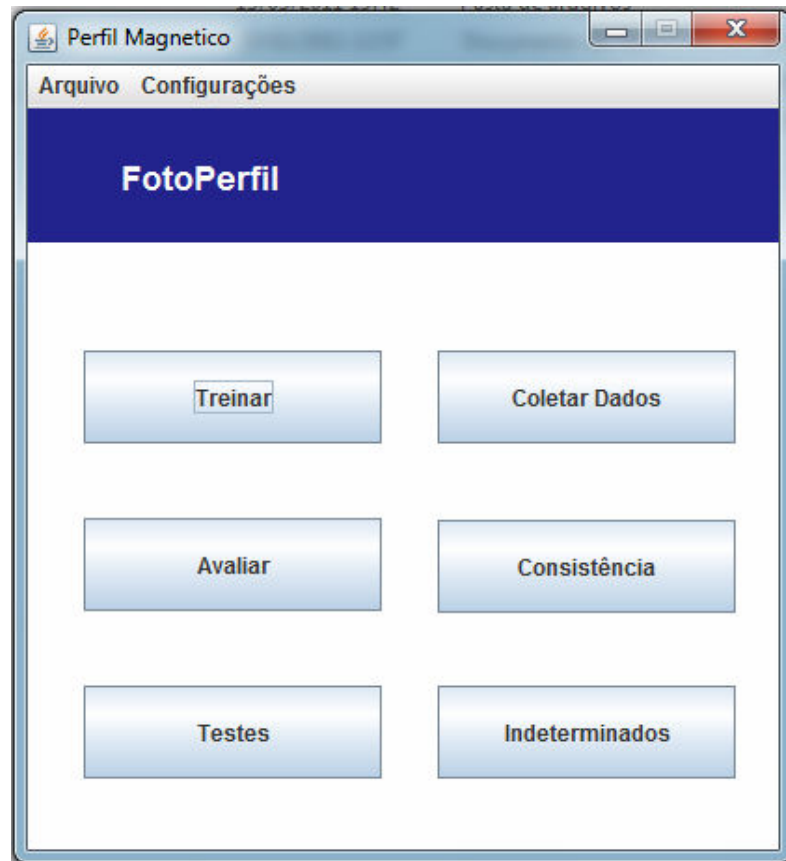 Perfil Magnetico
Arquivo Configurações
FotoPerfil
Treinar Coletar Dados
Avaliar Consistência
Testes Indeterminados